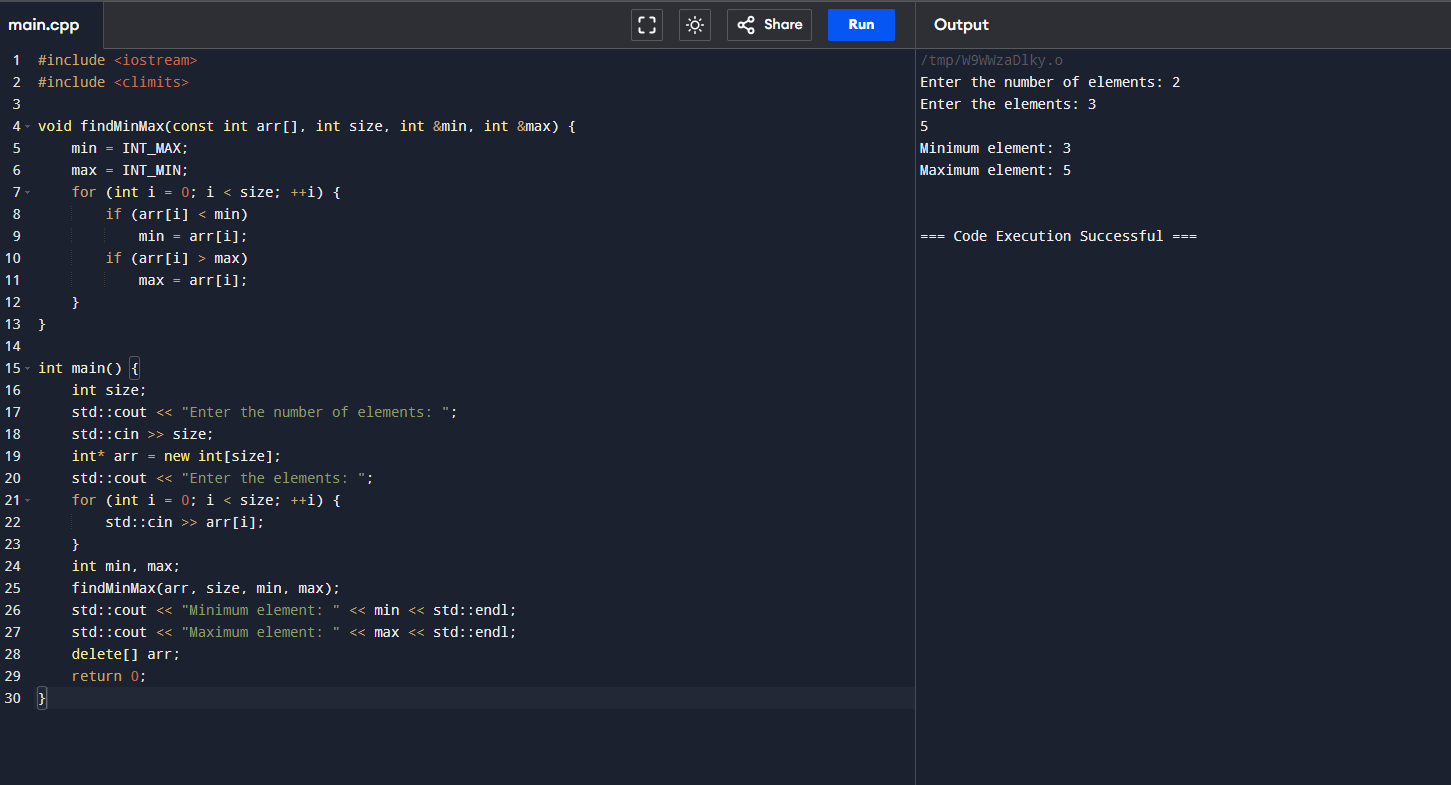 main.cpp
Share
Run
Output
1 #include <iostream>
2 #include <climits>
3
4 void findMinMax(const int arr[], int size, int &min, int &max) {
5     min = INT_MAX;
6     max = INT_MIN;
7     for (int i = 0; i < size; ++i) {
8         if (arr[i] < min)
9             min = arr[i];
10         if (arr[i] > max)
11             max = arr[i];
12     }
13 }
14
15 int main() {
16     int size;
17     std::cout << "Enter the number of elements: ";
18     std::cin >> size;
19     int* arr = new int[size];
20     std::cout << "Enter the elements: ";
21     for (int i = 0; i < size; ++i) {
22         std::cin >> arr[i];
23     }
24     int min, max;
25     findMinMax(arr, size, min, max);
26     std::cout << "Minimum element: " << min << std::endl;
27     std::cout << "Maximum element: " << max << std::endl;
28     delete[] arr;
29     return 0;
30 }
/tmp/W9WWzaDlky.o
Enter the number of elements: 2
Enter the elements: 3
5
Minimum element: 3
Maximum element: 5
=== Code Execution Successful ===